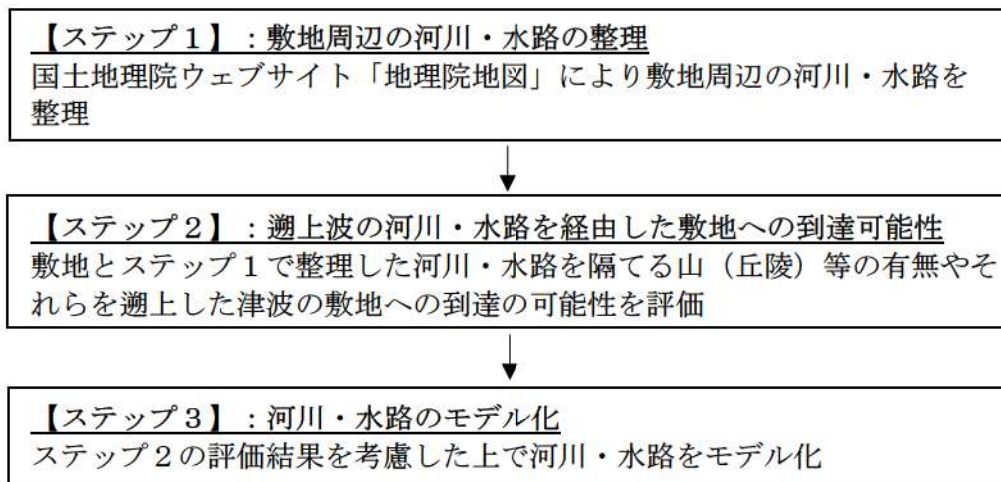 【ステップ１】：敷地周辺の河川・水路の整理
国土地理院ウェブサイト「地理院地図」により敷地周辺の河川・水路を
整理
【ステップ２】：遡上波の河川・水路を経由した敷地への到達可能性
敷地とステップ１で整理した河川・水路を隔てる山（丘陵）等の有無やそ
れらを遡上した津波の敷地への到達の可能性を評価
【ステップ３】：河川・水路のモデル化
ステップ２の評価結果を考慮した上で河川・水路をモデル化